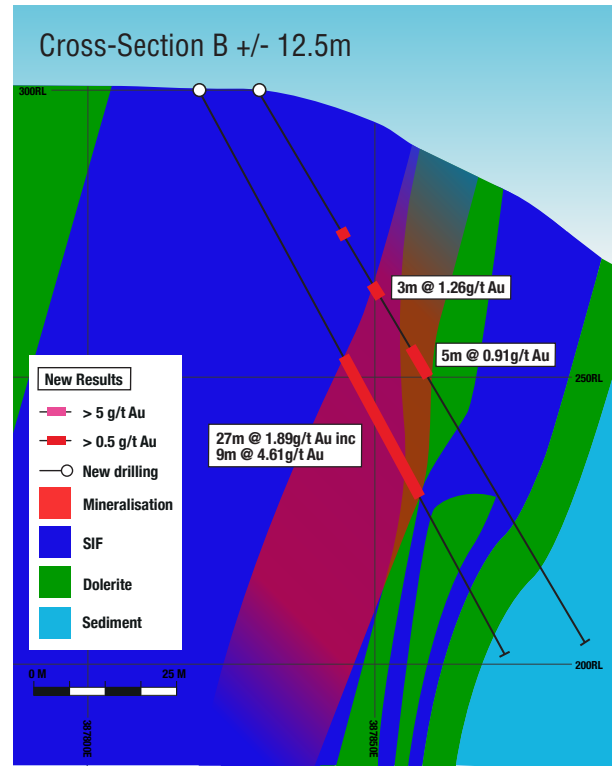 Cross-Section B +/- 12.5m
300RL
3m @ 1.26g/t Au
5m @ 0.91g/t Au
250RL
New Results
> 5 g/t Au
> 0.5 g/t Au
New drilling
Mineralisation
SIF
Dolerite
Sediment
27m @ 1.89g/t Au inc
9m @ 4.61g/t Au
200RL
0 M 25 M
387800E
387850E